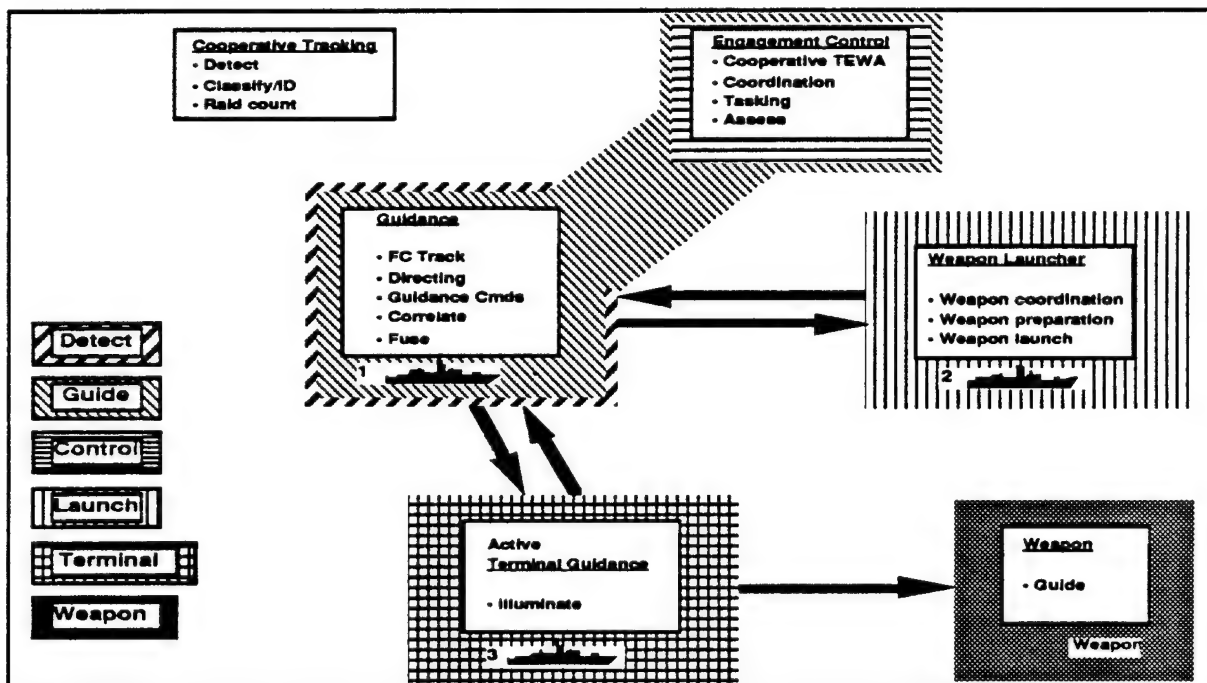 Cooperative Tracking
- Detect
- Classify/ID
- Raid count
Engagement Control
- Cooperative TEWA
- Coordination
- Tasking
- Assess
Guidance
- FC Track
- Directing
- Guidance Cmds
- Correlate
- Fuse
1
Weapon Launcher
- Weapon coordination
- Weapon preparation
- Weapon launch
2
Detect
Guide
Control
Launch
Terminal
Weapon
Active
Terminal Guidance
- Illuminate
3
Weapon
- Guide
Weapon